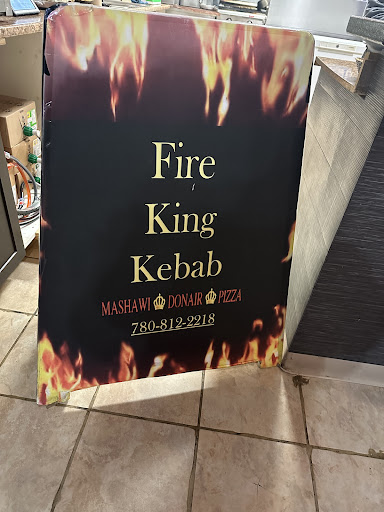 Fire
King
Kebab
MASHAWI DONAIR PIZZA
780-812-2218